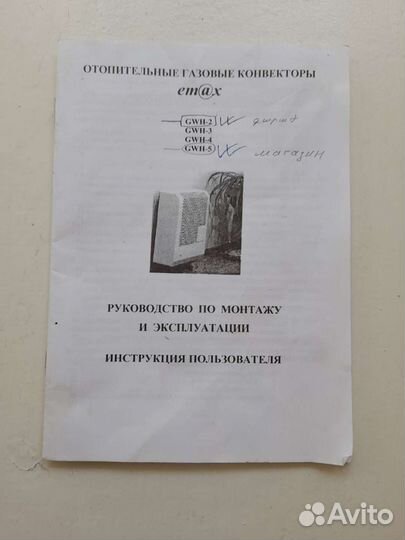 ОТОПИТЕЛЬНЫЕ ГАЗОВЫЕ КОНВЕКТОРЫ
em@x
GWH-2
GWH-3
GWH-4
GWH-5 магазин
РУКОВОДСТВО ПО МОНТАЖУ
И ЭКСПЛУАТАЦИИ
ИНСТРУКЦИЯ ПОЛЬЗОВАТЕЛЯ
Avito